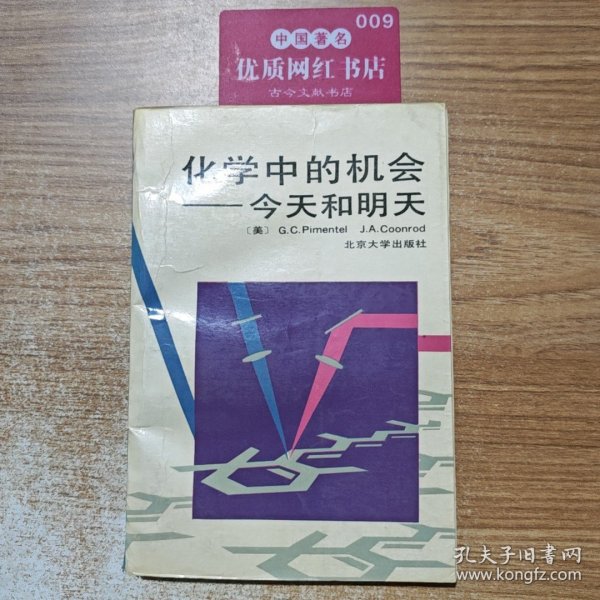 009
中国著名
优质网红书店
古今文献书店
化学中的机会
——今天和明天
〔美〕 G.C.Pimentel J.A.Coonrod
北京大学出版社
孔夫子旧书网
www.kongfz.com